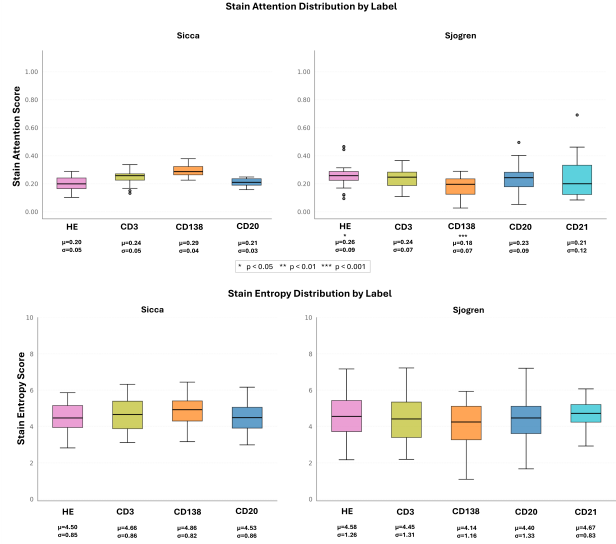 Stain Attention Distribution by Label
Sicca
Sjogren
Stain Attention Score
1.00
0.80
0.60
0.40
0.20
0.00
1.00
0.80
0.60
0.40
0.20
0.00
HE CD3 CD138 CD20
μ=0.20 μ=0.24 μ=0.29 μ=0.21
σ=0.05 σ=0.05 σ=0.04 σ=0.03
HE CD3 CD138 CD20 CD21
* ***
μ=0.26 μ=0.24 μ=0.18 μ=0.23 μ=0.21
σ=0.09 σ=0.07 σ=0.07 σ=0.09 σ=0.12
* p < 0.05 ** p < 0.01 *** p < 0.001
Stain Entropy Distribution by Label
Sicca
Sjogren
Stain Entropy Score
10
8
6
4
2
0
10
8
6
4
2
0
HE CD3 CD138 CD20
μ=4.50 μ=4.66 μ=4.86 μ=4.53
σ=0.85 σ=0.86 σ=0.82 σ=0.86
HE CD3 CD138 CD20 CD21
μ=4.58 μ=4.45 μ=4.14 μ=4.40 μ=4.67
σ=1.26 σ=1.31 σ=1.16 σ=1.33 σ=0.83